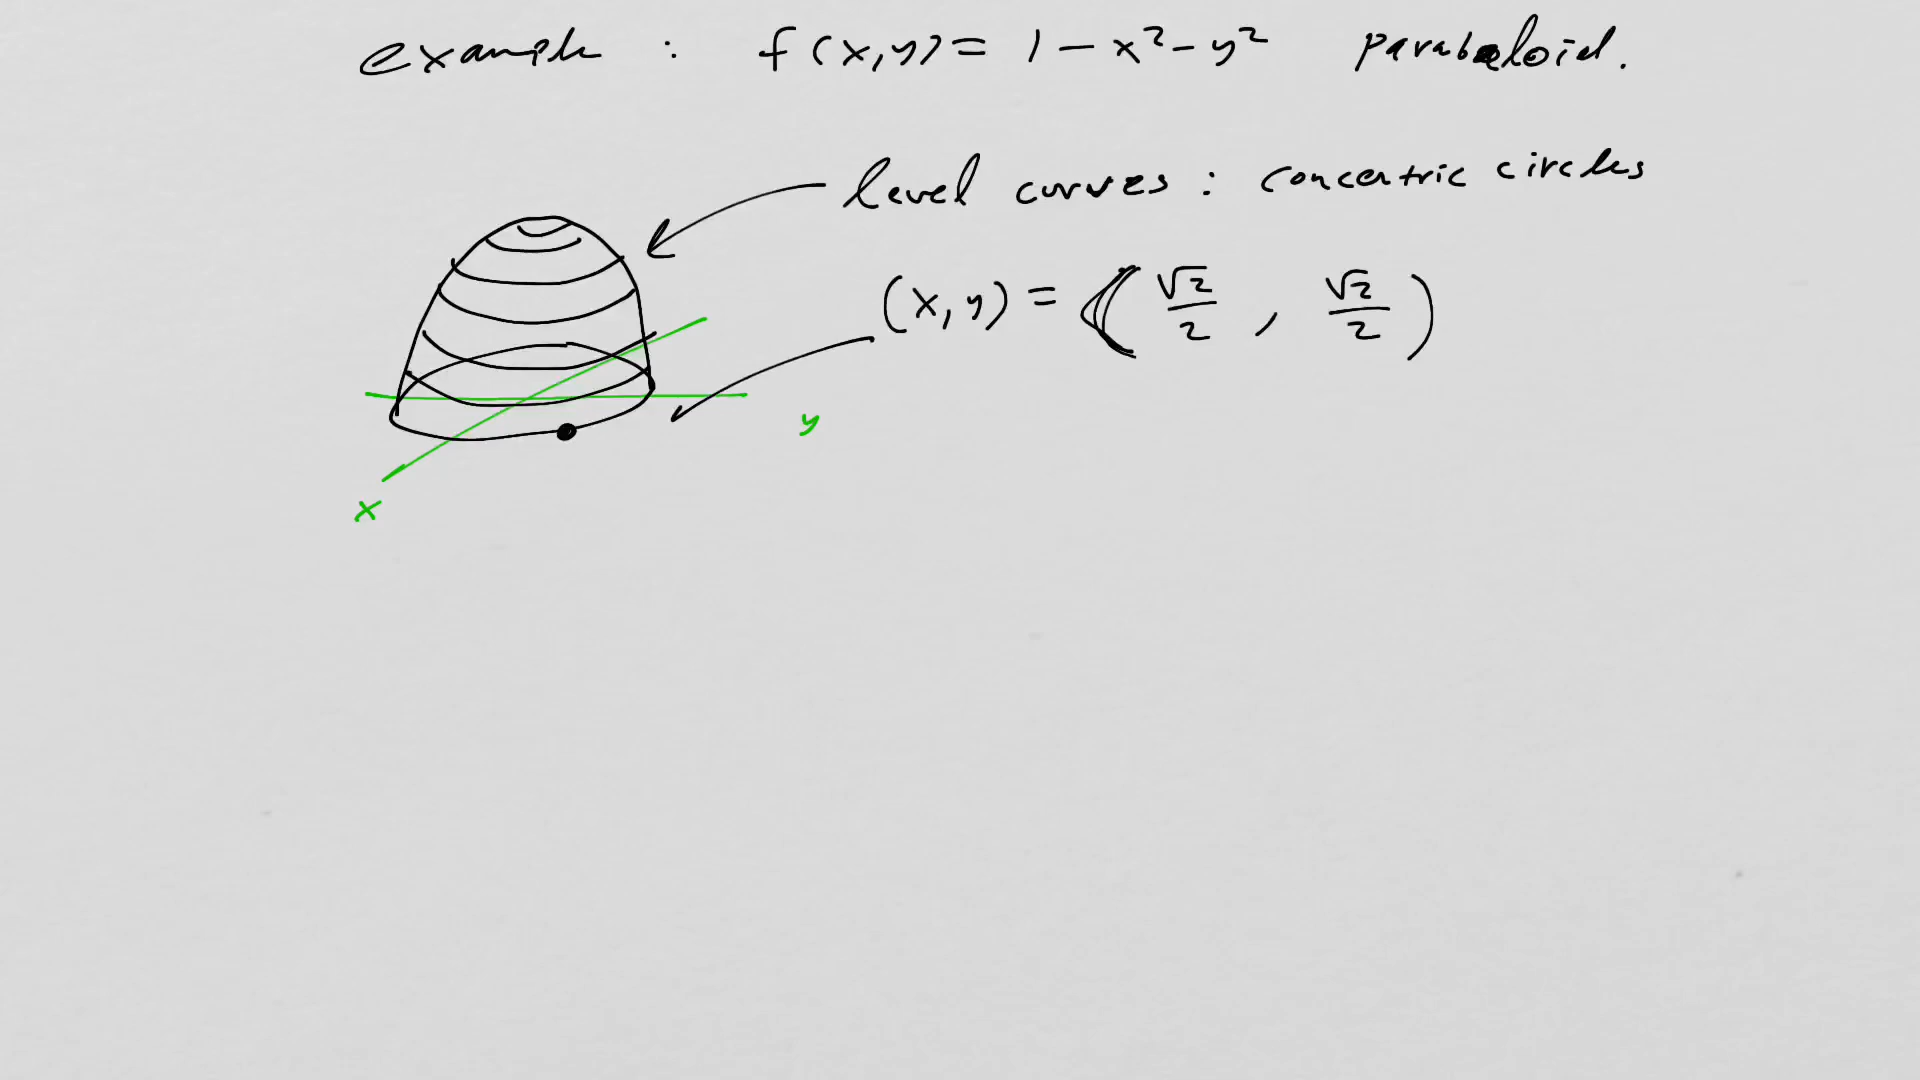 example : f(x,y) = 1 - x² - y² paraboloid.
level curves : concentric circles
(x,y) = ( √2/2 , √2/2 )
y
x